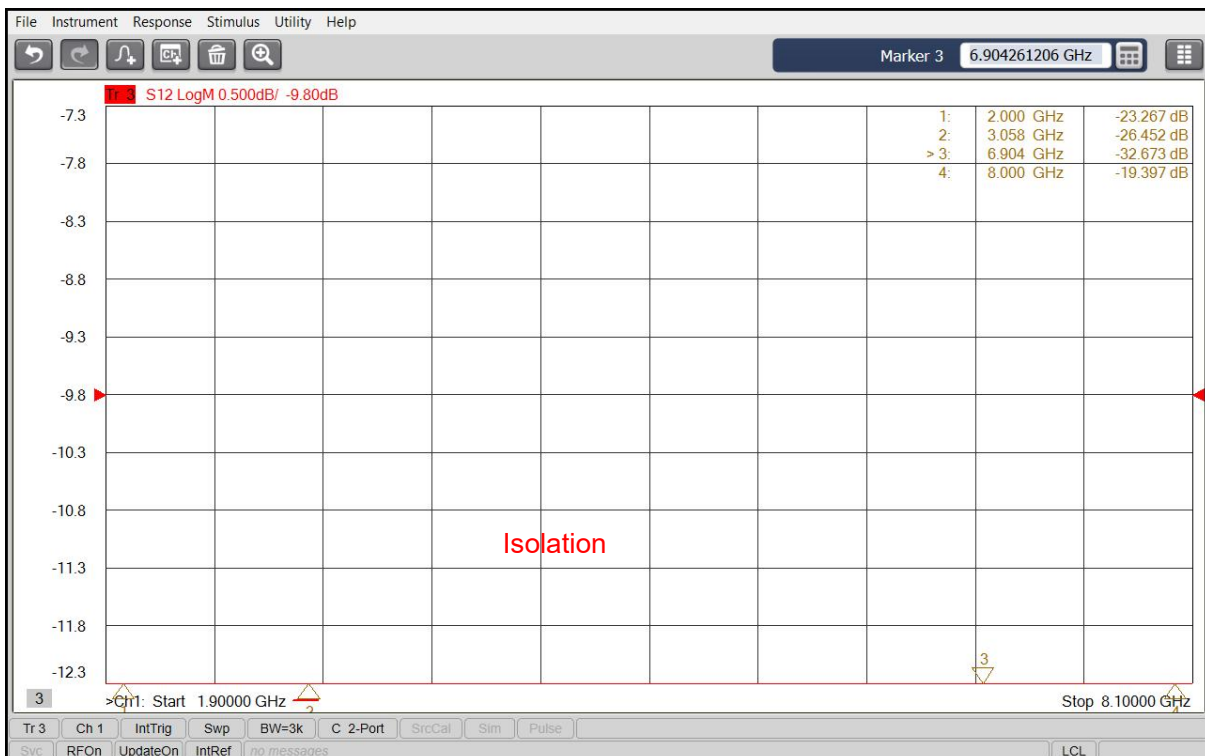 File Instrument Response Stimulus Utility Help
Marker 3 6.904261206 GHz
Tr 3 S12 LogM 0.500dB/ -9.80dB
-7.3
-7.8
-8.3
-8.8
-9.3
-9.8
-10.3
-10.8
-11.3
-11.8
-12.3
1: 2.000 GHz -23.267 dB
2: 3.058 GHz -26.452 dB
> 3: 6.904 GHz -32.673 dB
4: 8.000 GHz -19.397 dB
Isolation
3
3 >Ch1: Start 1.90000 GHz Stop 8.10000 GHz
1 2 4
Tr 3 Ch 1 IntTrig Swp BW=3k C 2-Port SrcCal Sim Pulse
Svc RFOn UpdateOn IntRef no messages LCL